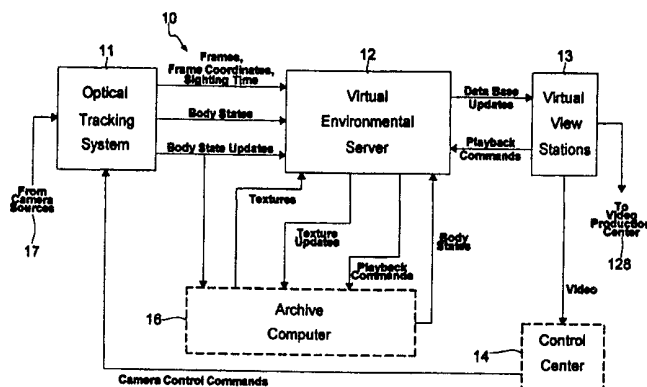 10
11
12
13
Frames,
Frame Coordinates,
Sighting Time
Optical
Tracking
System
Virtual
Environmental
Server
Virtual
View
Stations
Data Base
Updates
Body States
Playback
Commands
Body State Updates
From
Camera
Sources
17
Textures
Texture
Updates
Playback
Commands
Body
States
To
Video
Production
Center
128
Video
16
Archive
Computer
14
Control
Center
Camera Control Commands